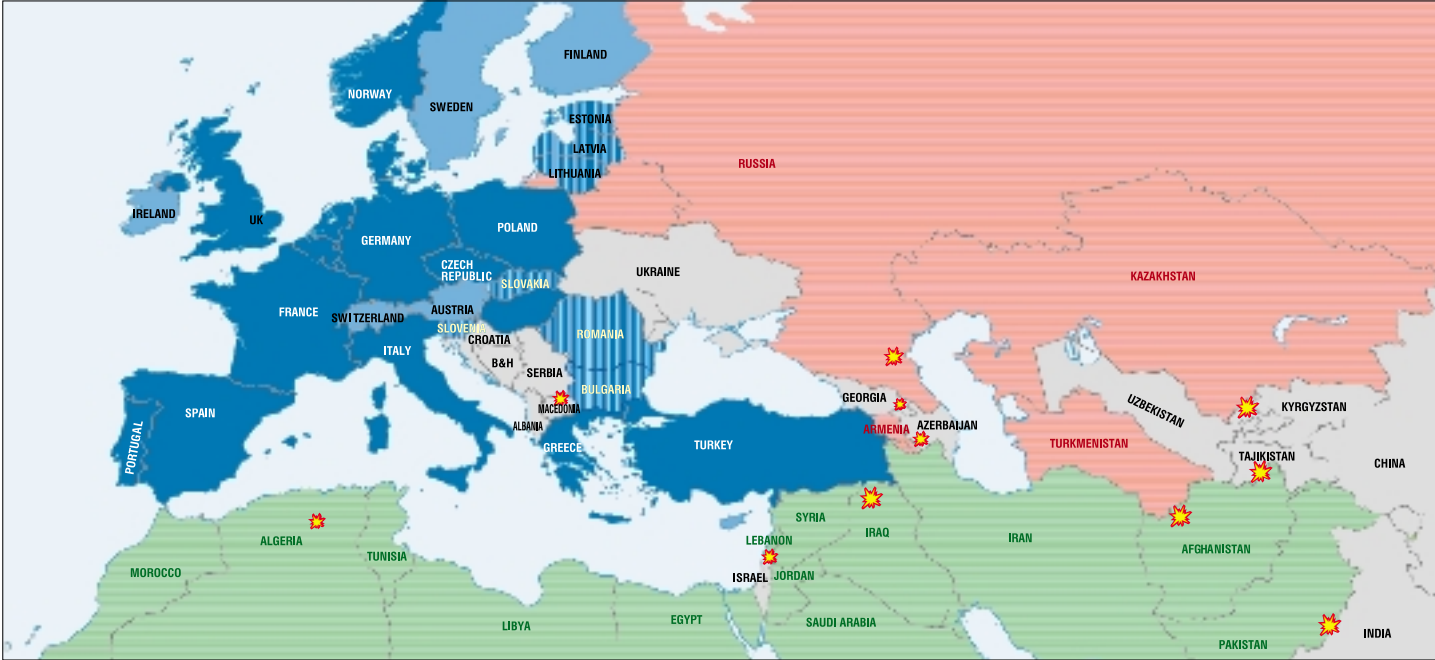 FINLAND
NORWAY
SWEDEN
ESTONIA
LATVIA
LITHUANIA
RUSSIA
IRELAND
UK
POLAND
GERMANY
CZECH
REPUBLIC
SLOVAKIA
UKRAINE
KAZAKHSTAN
FRANCE
SWITZERLAND
AUSTRIA
SLOVENIA
CROATIA
ROMANIA
ITALY
B&H
SERBIA
BULGARIA
MACEDONIA
ALBANIA
GEORGIA
ARMENIA
AZERBAIJAN
UZBEKISTAN
KYRGYZSTAN
SPAIN
PORTUGAL
GREECE
TURKEY
TURKMENISTAN
TAJIKISTAN
CHINA
SYRIA
LEBANON
IRAQ
IRAN
AFGHANISTAN
ALGERIA
TUNISIA
MOROCCO
ISRAEL
JORDAN
LIBYA
EGYPT
SAUDI ARABIA
PAKISTAN
INDIA